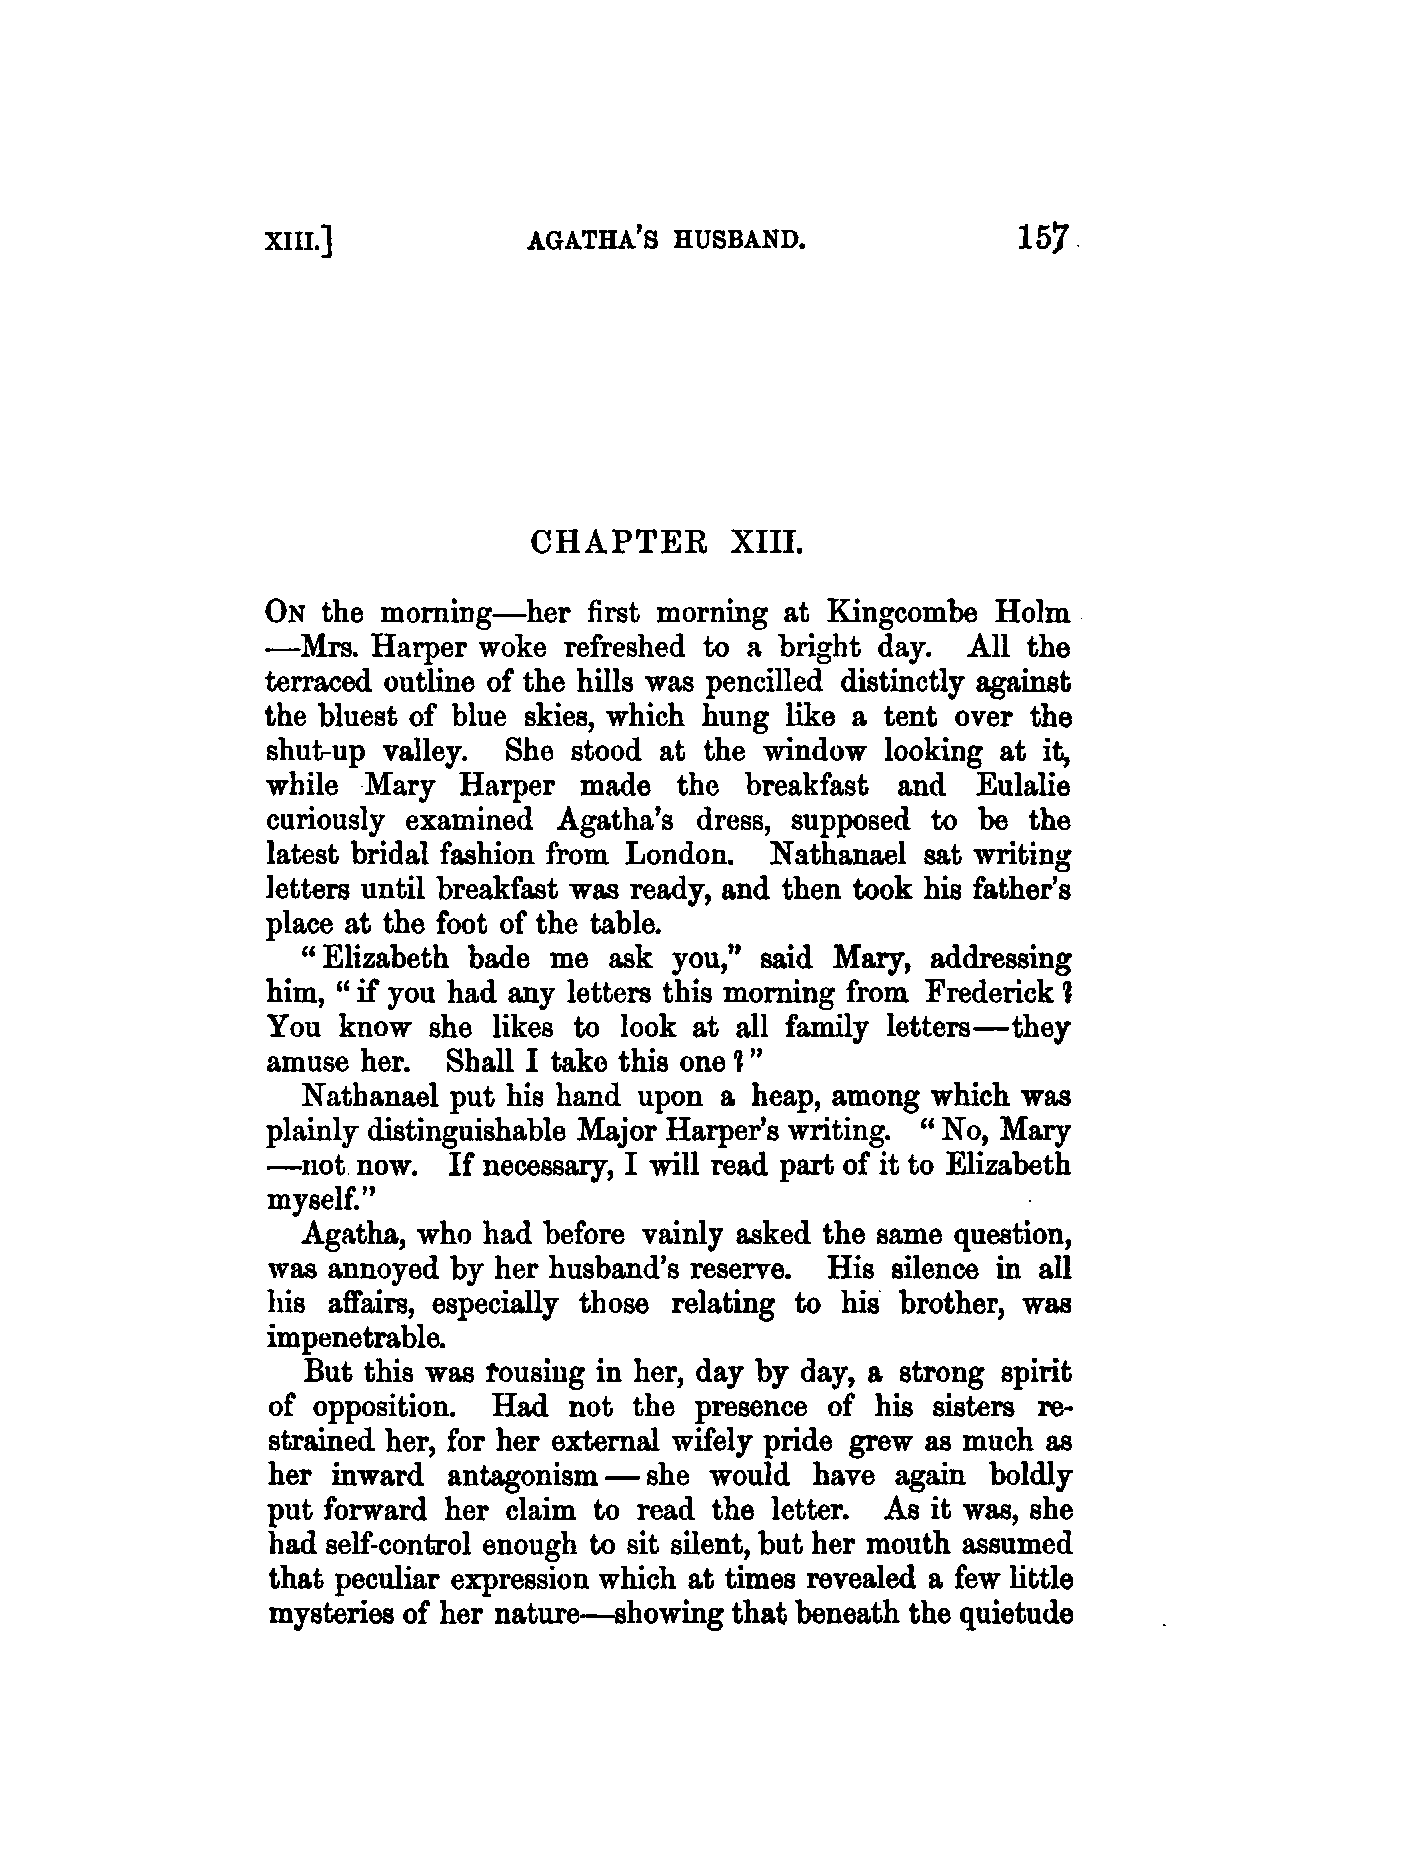 XIII.] AGATHA'S HUSBAND. 157
CHAPTER XIII.
ON the morning—her first morning at Kingcombe Holm
—Mrs. Harper woke refreshed to a bright day. All the
terraced outline of the hills was pencilled distinctly against
the bluest of blue skies, which hung like a tent over the
shut-up valley. She stood at the window looking at it,
while Mary Harper made the breakfast and Eulalie
curiously examined Agatha's dress, supposed to be the
latest bridal fashion from London. Nathanael sat writing
letters until breakfast was ready, and then took his father's
place at the foot of the table.
"Elizabeth bade me ask you," said Mary, addressing
him, "if you had any letters this morning from Frederick?
You know she likes to look at all family letters—they
amuse her. Shall I take this one?"
Nathanael put his hand upon a heap, among which was
plainly distinguishable Major Harper's writing. "No, Mary
—not now. If necessary, I will read part of it to Elizabeth
myself."
Agatha, who had before vainly asked the same question,
was annoyed by her husband's reserve. His silence in all
his affairs, especially those relating to his brother, was
impenetrable.
But this was rousing in her, day by day, a strong spirit
of opposition. Had not the presence of his sisters re-
strained her, for her external wifely pride grew as much as
her inward antagonism—she would have again boldly
put forward her claim to read the letter. As it was, she
had self-control enough to sit silent, but her mouth assumed
that peculiar expression which at times revealed a few little
mysteries of her nature—showing that beneath the quietude